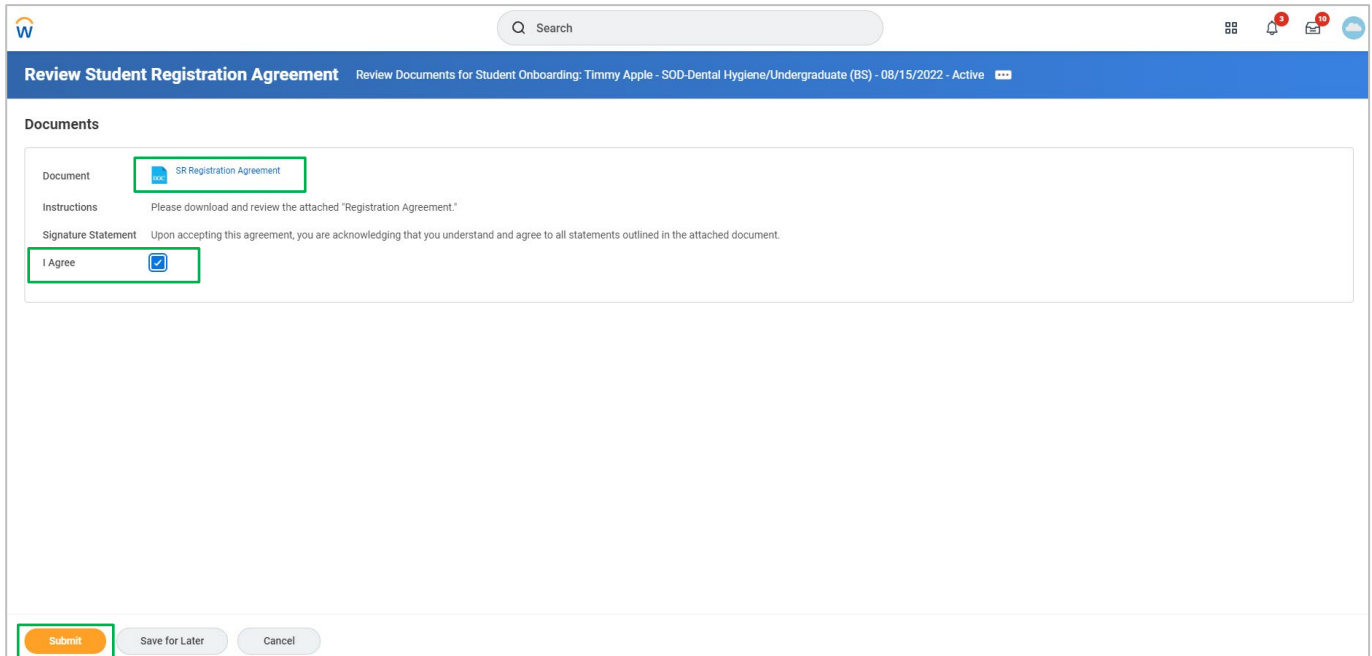 W
Search
3
10
Review Student Registration Agreement Review Documents for Student Onboarding: Timmy Apple - SOD-Dental Hygiene/Undergraduate (BS) - 08/15/2022 - Active
Documents
Document DOC SR Registration Agreement
Instructions Please download and review the attached "Registration Agreement."
Signature Statement Upon accepting this agreement, you are acknowledging that you understand and agree to all statements outlined in the attached document.
I Agree
Submit Save for Later Cancel